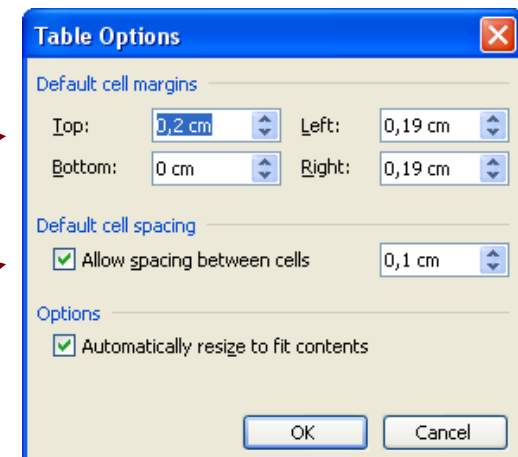 Table Options
Default cell margins
Top: 0,2 cm Left: 0,19 cm
Bottom: 0 cm Right: 0,19 cm
Default cell spacing
Allow spacing between cells 0,1 cm
Options
Automatically resize to fit contents
OK Cancel